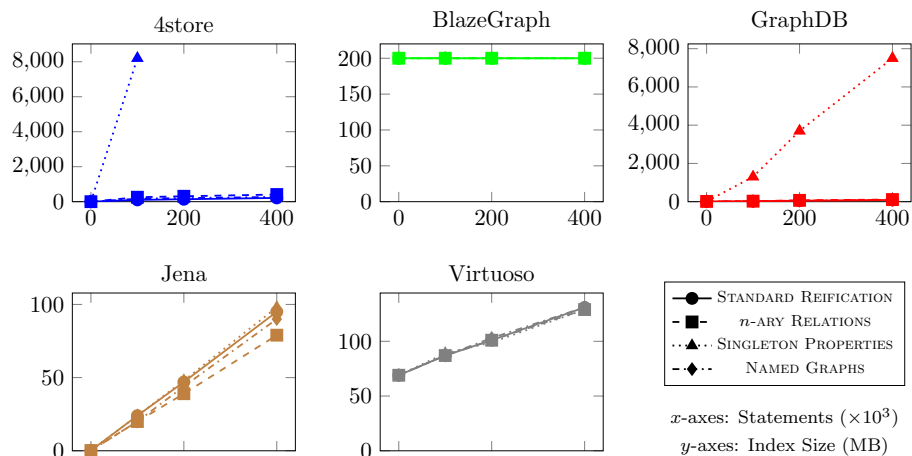 4store
8,000
6,000
4,000
2,000
0
0 200 400
BlazeGraph
200
150
100
50
0
0 200 400
GraphDB
8,000
6,000
4,000
2,000
0
0 200 400
Jena
100
50
0
Virtuoso
100
50
0
STANDARD REIFICATION
n-ARY RELATIONS
SINGLETON PROPERTIES
NAMED GRAPHS
x-axes: Statements (×10³)
y-axes: Index Size (MB)